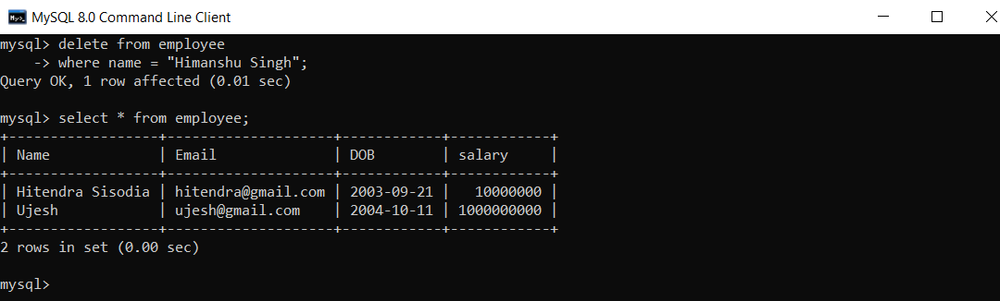 MySQL 8.0 Command Line Client
mysql> delete from employee
    -> where name = "Himanshu Singh";
Query OK, 1 row affected (0.01 sec)

mysql> select * from employee;
+-----------------+--------------------+------------+------------+
| Name            | Email              | DOB        | salary     |
+-----------------+--------------------+------------+------------+
| Hitendra Sisodia | hitendra@gmail.com | 2003-09-21 |   10000000 |
| Ujesh           | ujesh@gmail.com    | 2004-10-11 | 1000000000 |
+-----------------+--------------------+------------+------------+
2 rows in set (0.00 sec)

mysql>